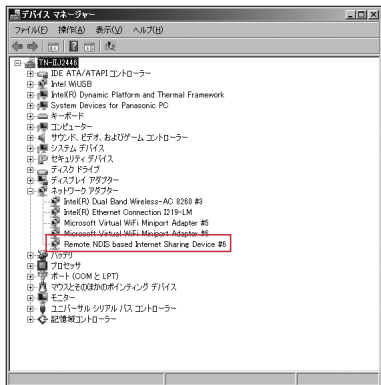 デバイス マネージャー
ファイル(F) 操作(A) 表示(V) ヘルプ(H)
TN-IIJ2446
IDE ATA/ATAPI コントローラー
Intel WiUSB
Intel(R) Dynamic Platform and Thermal Framework
System Devices for Panasonic PC
キーボード
コンピューター
サウンド、ビデオ、およびゲーム コントローラー
システム デバイス
セキュリティ デバイス
ディスク ドライブ
ディスプレイ アダプター
ネットワーク アダプター
Intel(R) Dual Band Wireless-AC 8260 #3
Intel(R) Ethernet Connection I219-LM
Microsoft Virtual WiFi Miniport Adapter #5
Microsoft Virtual WiFi Miniport Adapter #6
Remote NDIS based Internet Sharing Device #6
バッテリ
プロセッサ
ポート (COM と LPT)
マウスとそのほかのポインティング デバイス
モニター
ユニバーサル シリアル バス コントローラー
記憶域コントローラー